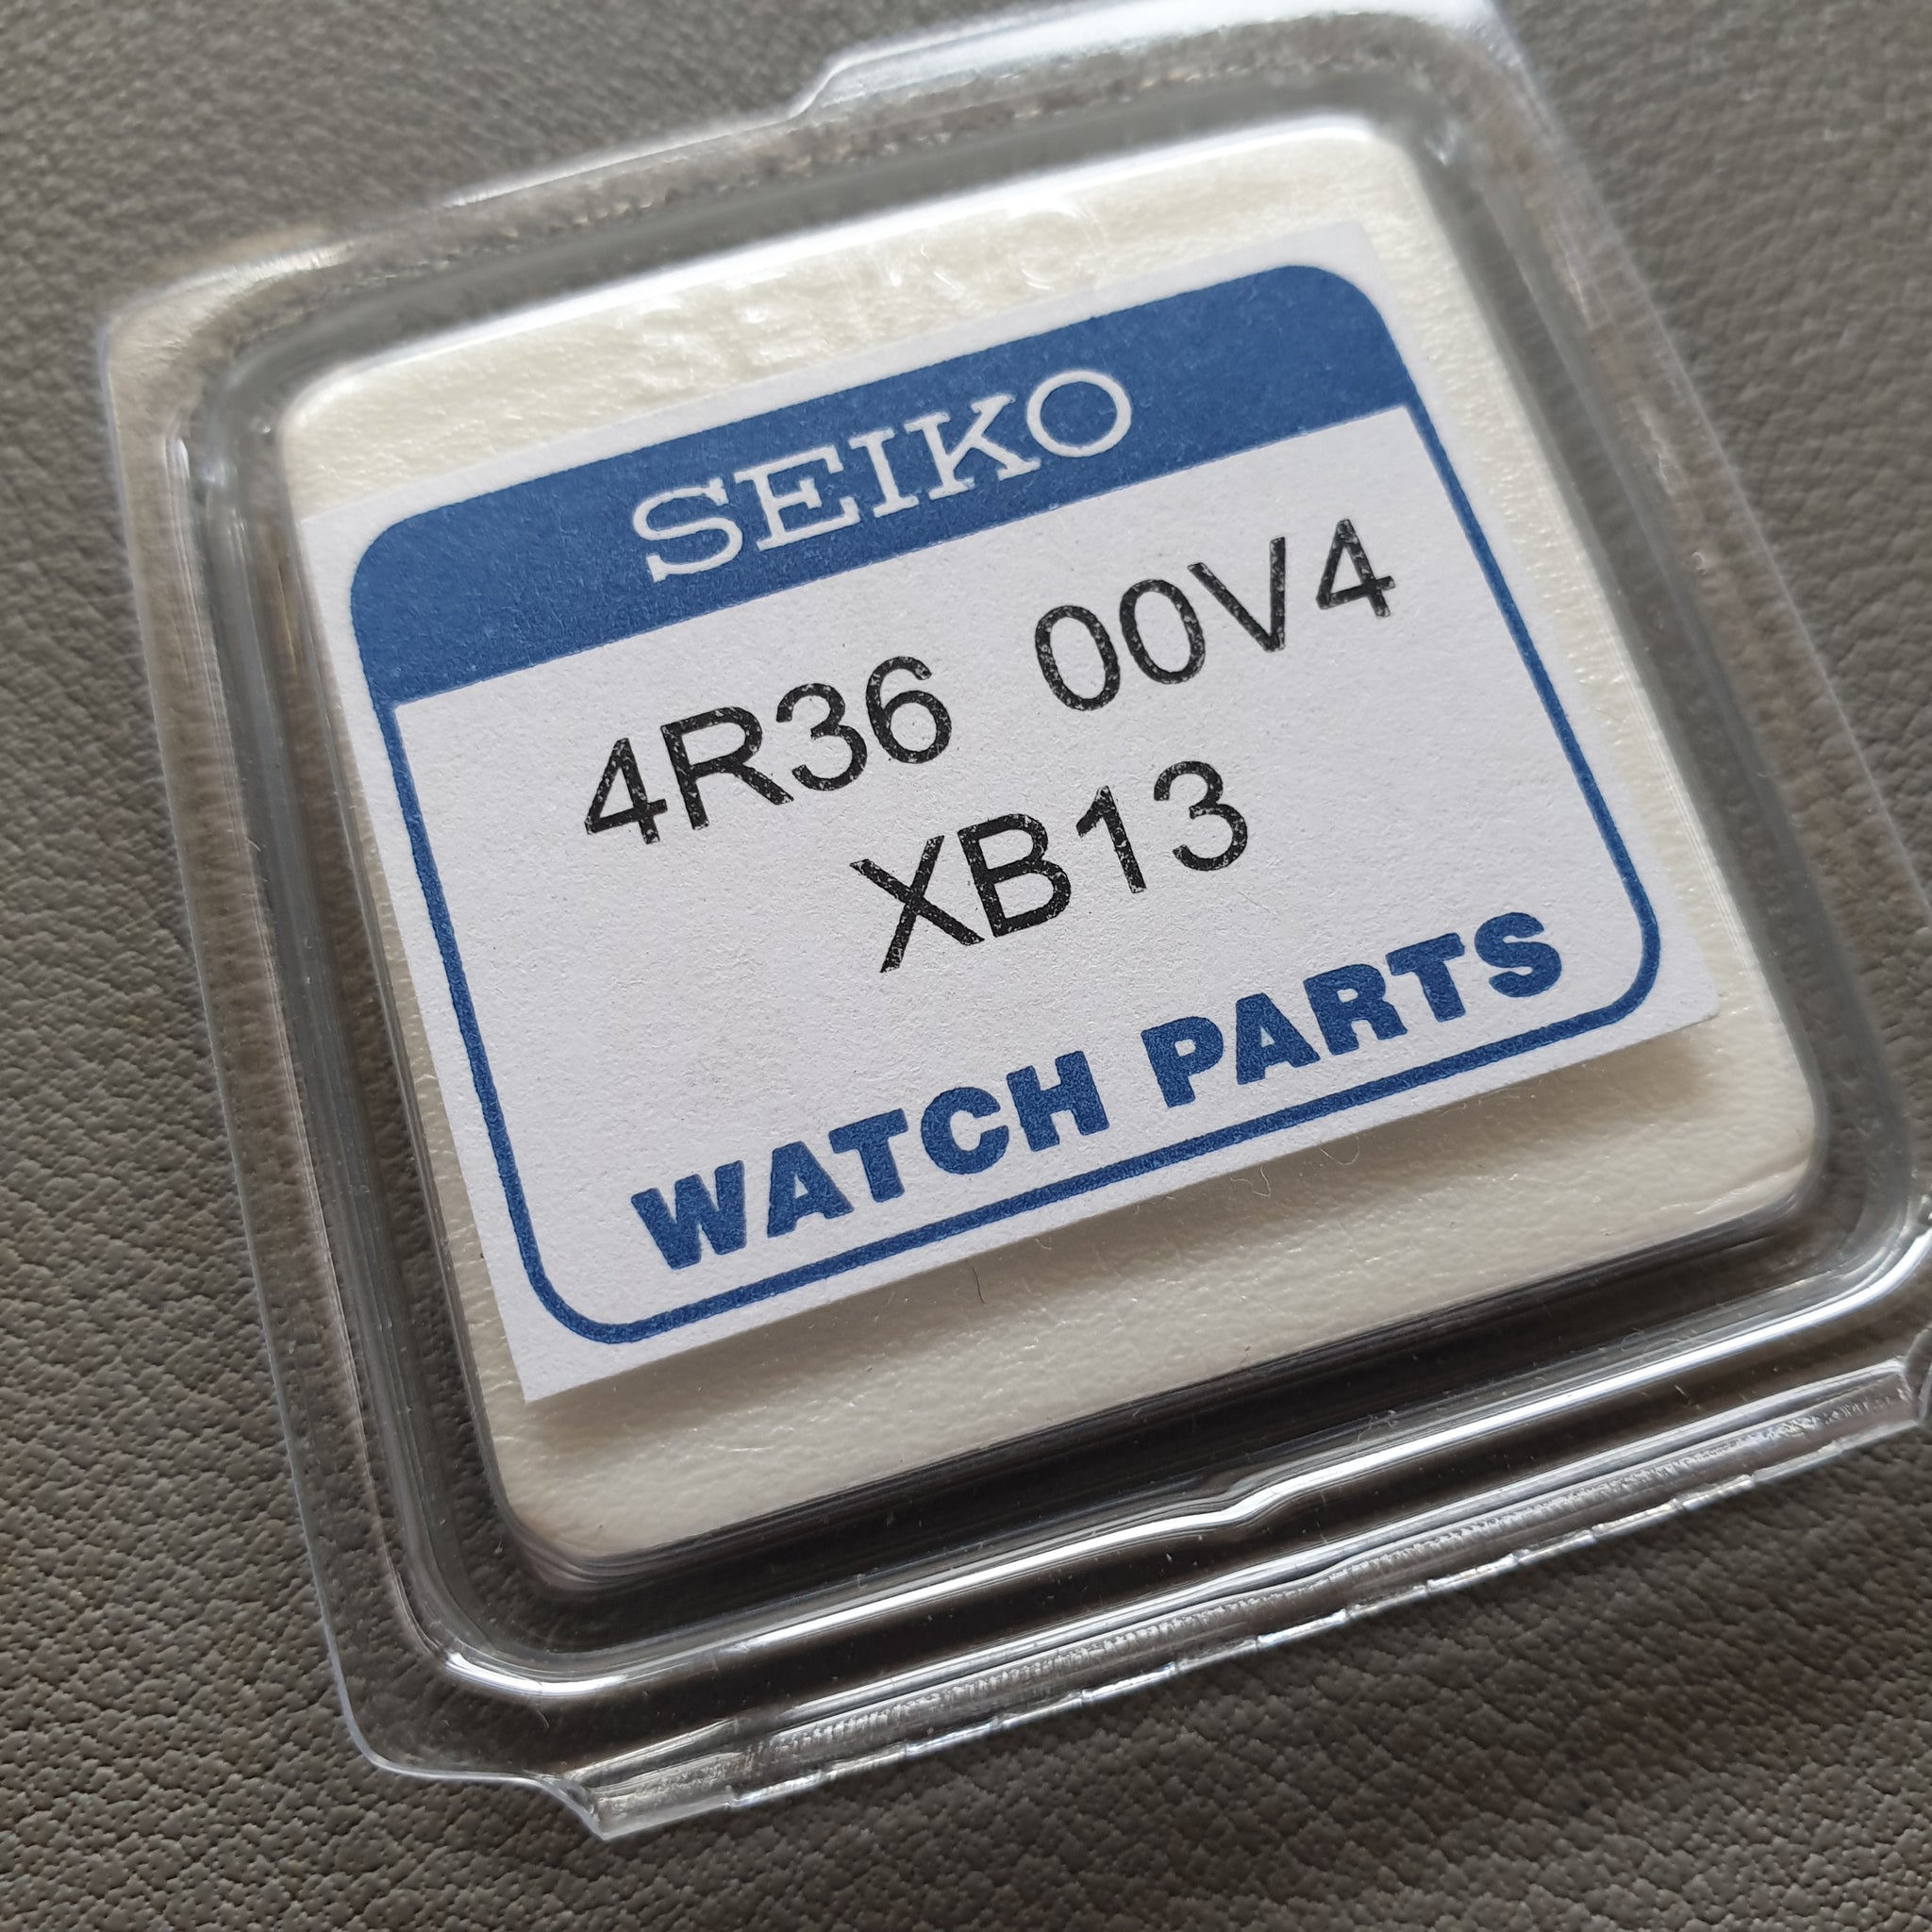 SEIKO
4R36 00V4
XB13
WATCH PARTS